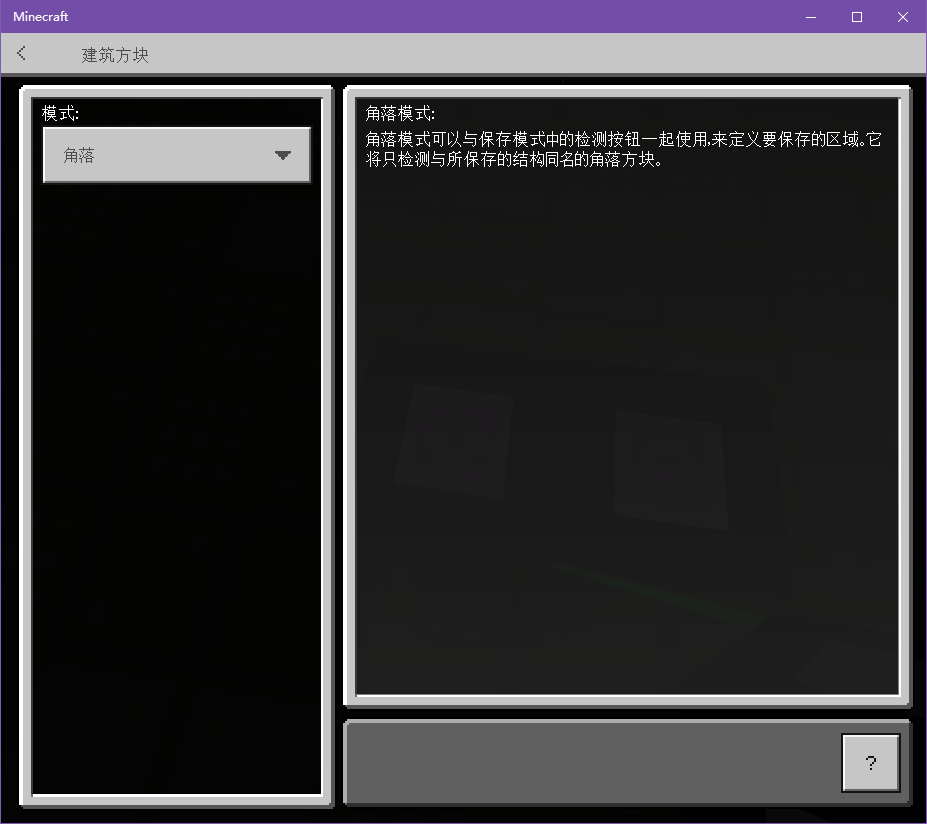 Minecraft
建筑方块
模式:
角落
角落模式:
角落模式可以与保存模式中的检测按钮一起使用,来定义要保存的区域。它
将只检测与所保存的结构同名的角落方块。
?